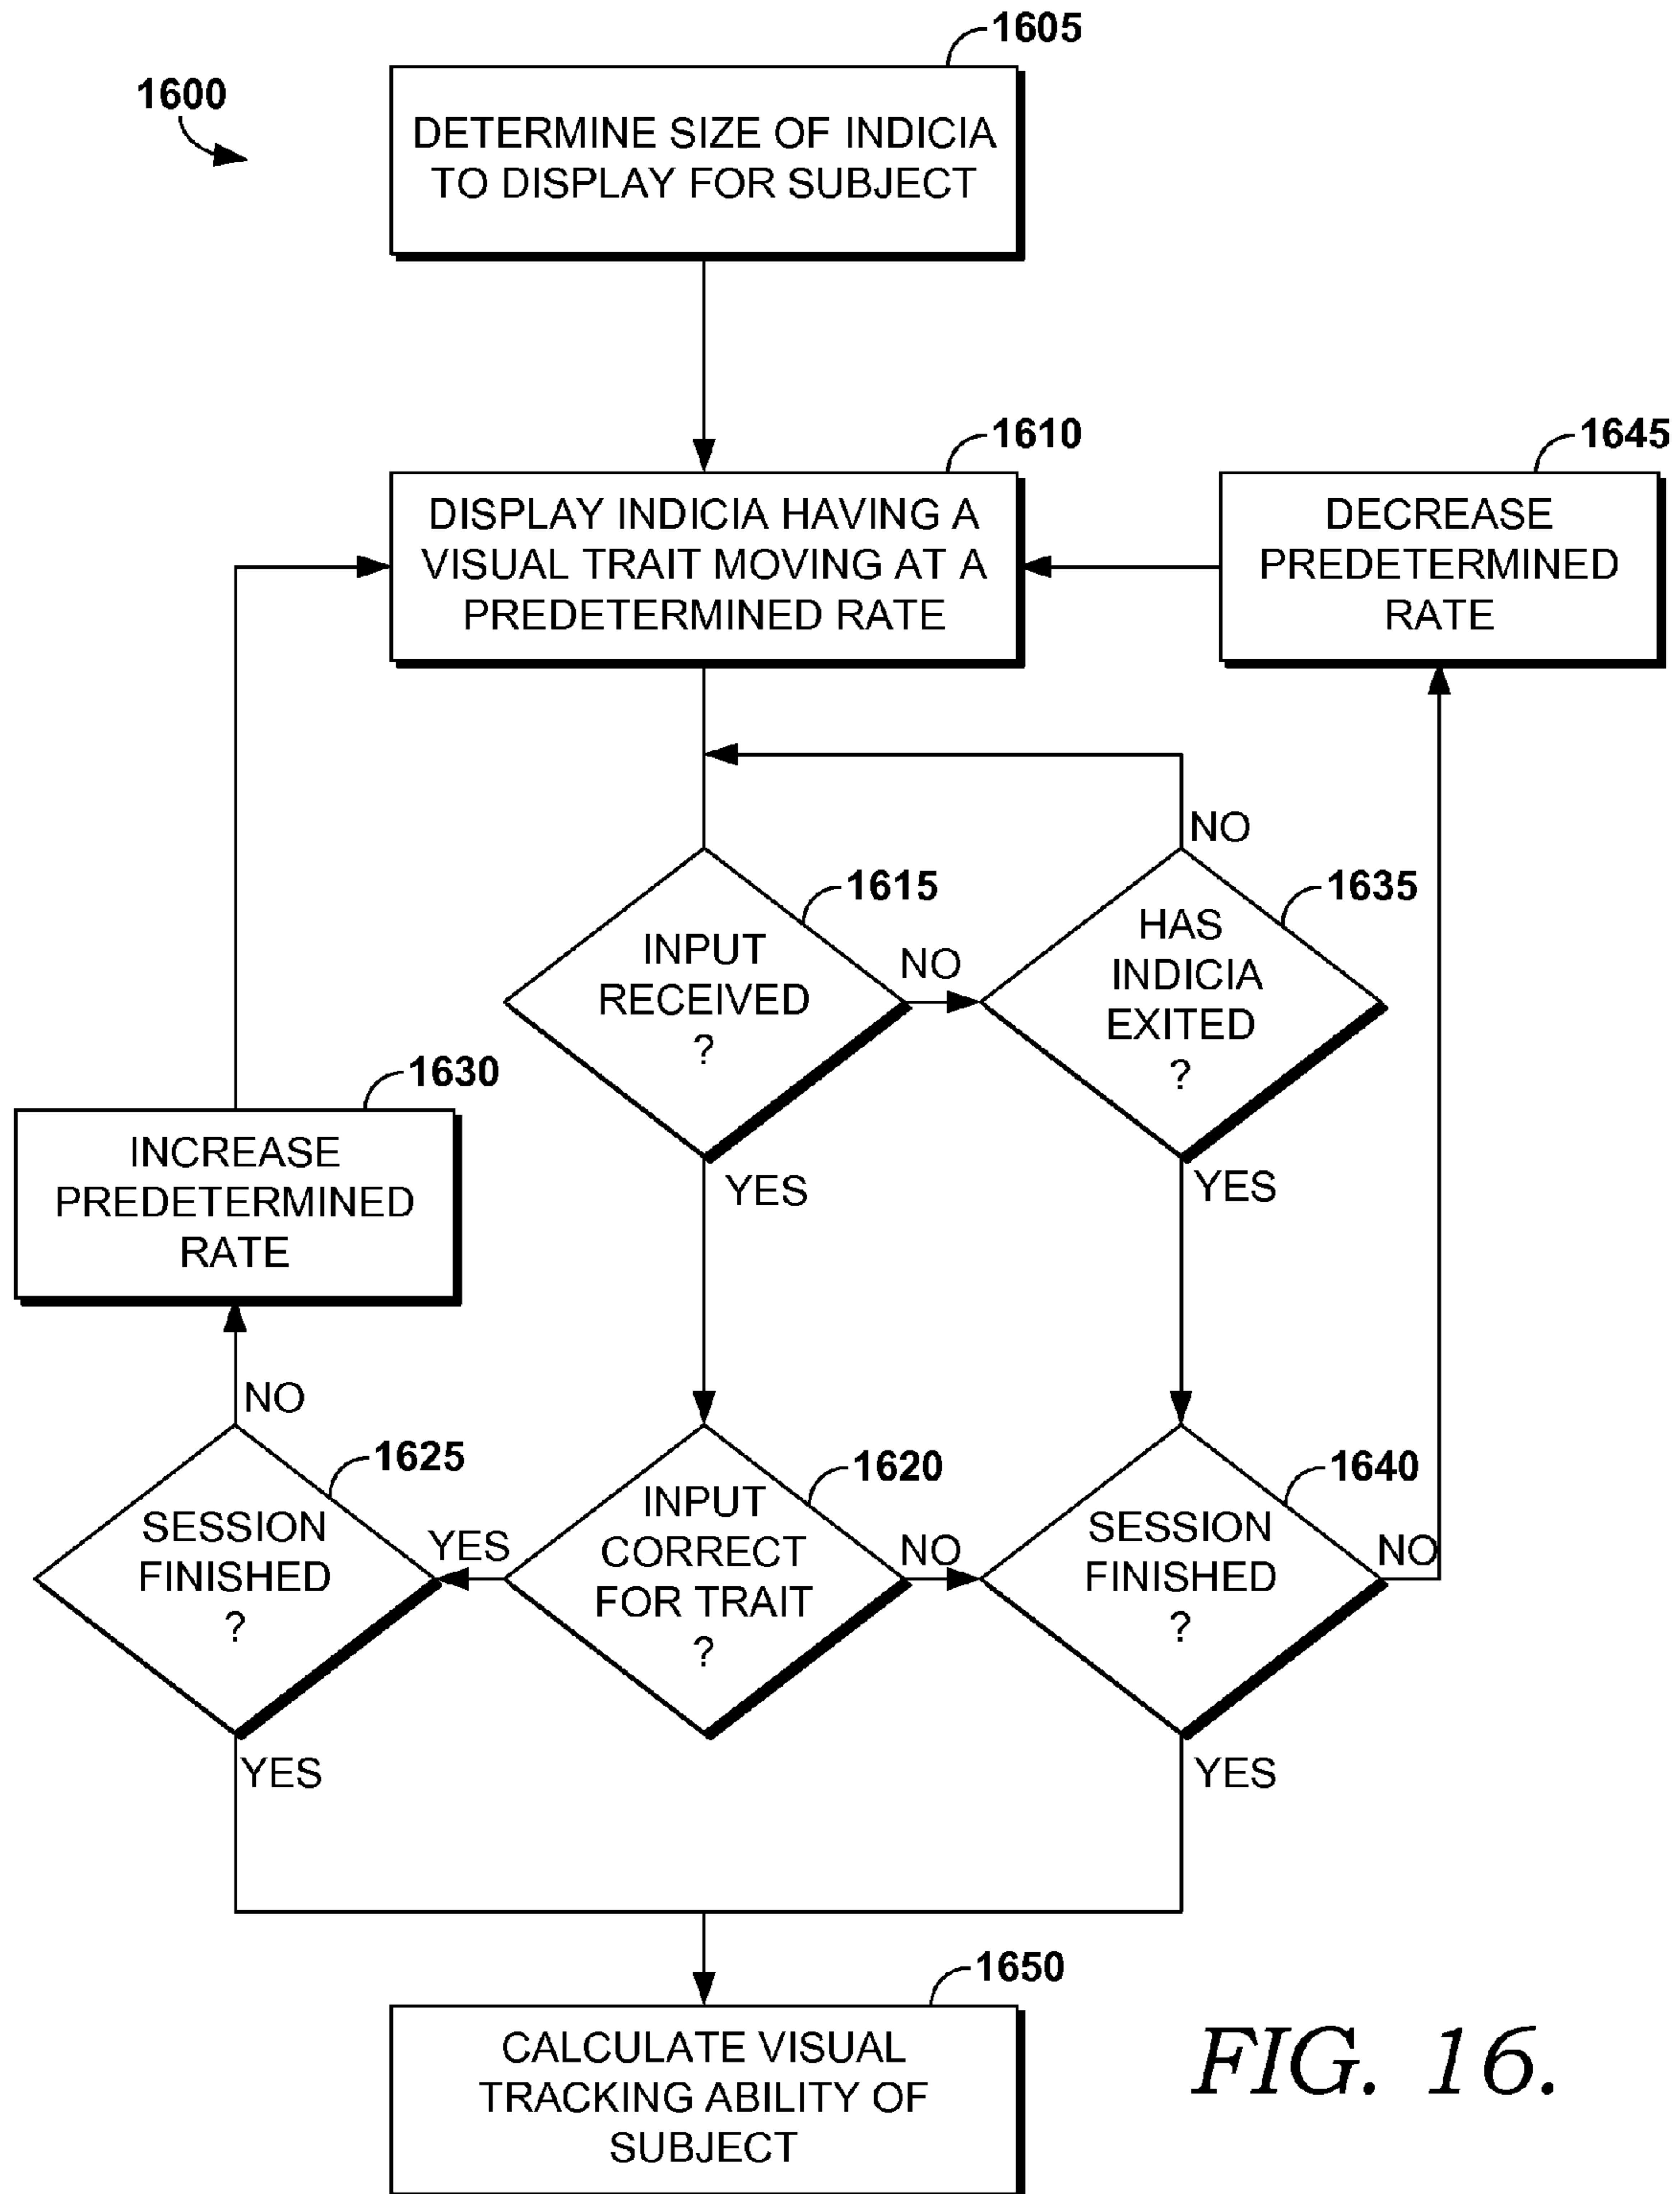 1605
1600
DETERMINE SIZE OF INDICIA
TO DISPLAY FOR SUBJECT
1610
1645
DISPLAY INDICIA HAVING A
VISUAL TRAIT MOVING AT A
PREDETERMINED RATE
DECREASE
PREDETERMINED
RATE
NO
1615
1635
INPUT
RECEIVED
?
NO
HAS
INDICIA
EXITED
?
1630
YES
YES
INCREASE
PREDETERMINED
RATE
NO
1625
1620
1640
SESSION
FINISHED
?
YES
INPUT
CORRECT
FOR TRAIT
?
NO
SESSION
FINISHED
?
NO
YES
YES
1650
CALCULATE VISUAL
TRACKING ABILITY OF
SUBJECT
FIG. 16.